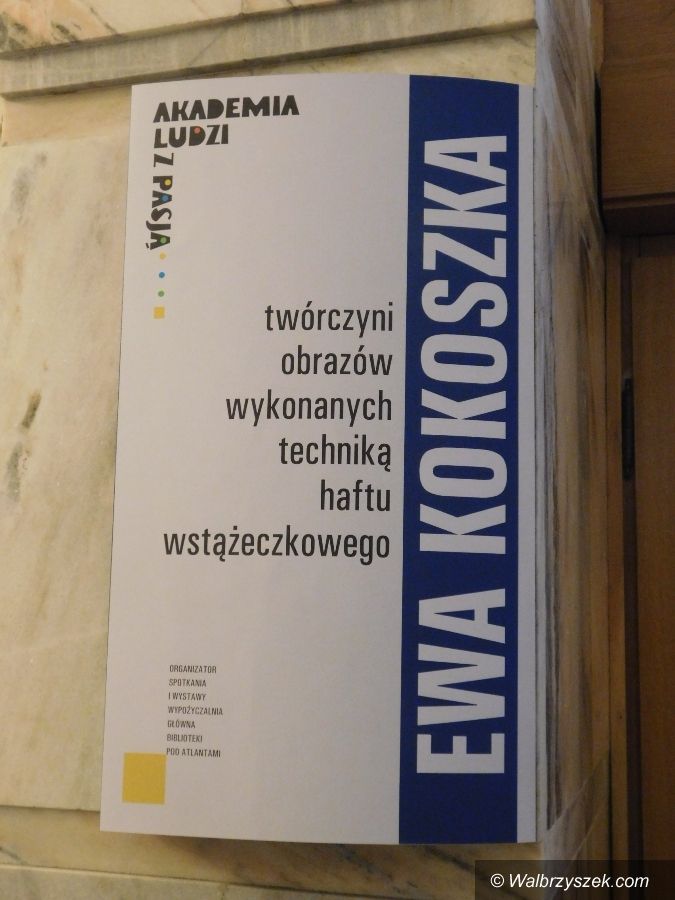 AKADEMIA
LUDZI
Z PASJĄ
twórczyni
obrazów
wykonanych
techniką
haftu
wstążeczkowego
EWA KOKOSZKA
ORGANIZATOR
SPOTKANIA
I WYSTAWY
WYPOŻYCZALNIA
GŁÓWNA
BIBLIOTEKI
POD ATLANTAMI
© Walbrzyszek.com